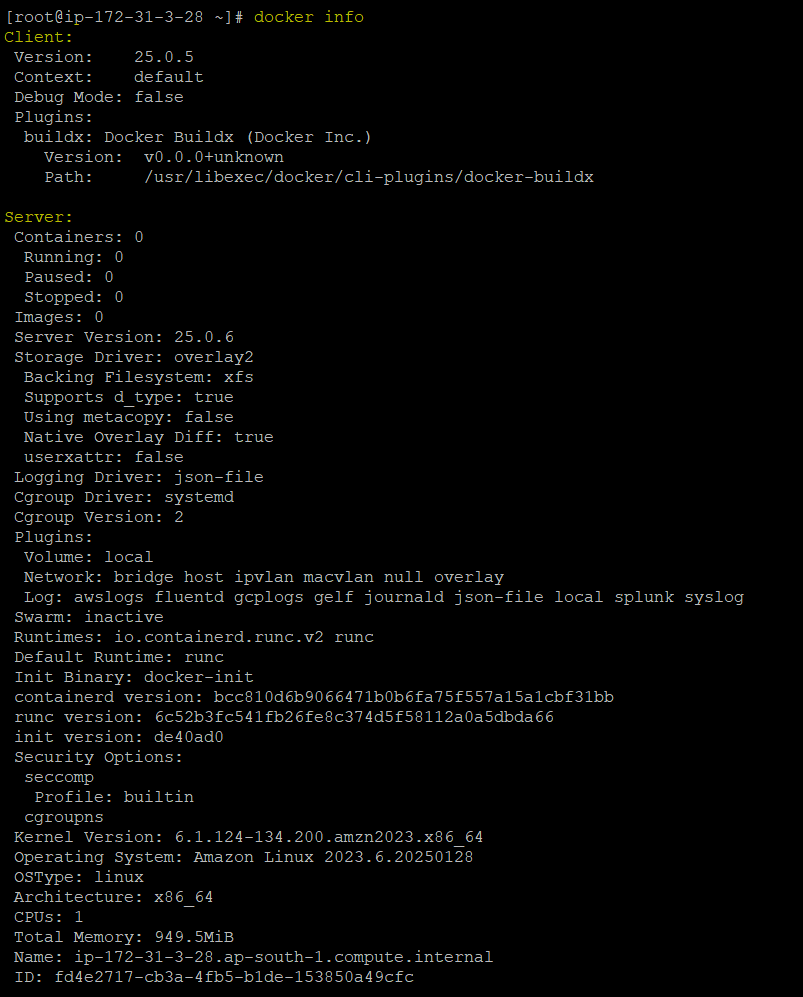 [root@ip-172-31-3-28 ~]# docker info
Client:
 Version:    25.0.5
 Context:    default
 Debug Mode: false
 Plugins:
  buildx: Docker Buildx (Docker Inc.)
    Version:  v0.0.0+unknown
    Path:     /usr/libexec/docker/cli-plugins/docker-buildx

Server:
 Containers: 0
  Running: 0
  Paused: 0
  Stopped: 0
 Images: 0
 Server Version: 25.0.6
 Storage Driver: overlay2
  Backing Filesystem: xfs
  Supports d_type: true
  Using metacopy: false
  Native Overlay Diff: true
  userxattr: false
 Logging Driver: json-file
 Cgroup Driver: systemd
 Cgroup Version: 2
 Plugins:
  Volume: local
  Network: bridge host ipvlan macvlan null overlay
  Log: awslogs fluentd gcplogs gelf journald json-file local splunk syslog
 Swarm: inactive
 Runtimes: io.containerd.runc.v2 runc
 Default Runtime: runc
 Init Binary: docker-init
 containerd version: bcc810d6b9066471b0b6fa75f557a15a1cbf31bb
 runc version: 6c52b3fc541fb26fe8c374d5f58112a0a5dbda66
 init version: de40ad0
 Security Options:
  seccomp
   Profile: builtin
  cgroupns
 Kernel Version: 6.1.124-134.200.amzn2023.x86_64
 Operating System: Amazon Linux 2023.6.20250128
 OSType: linux
 Architecture: x86_64
 CPUs: 1
 Total Memory: 949.5MiB
 Name: ip-172-31-3-28.ap-south-1.compute.internal
 ID: fd4e2717-cb3a-4fb5-b1de-153850a49cfc